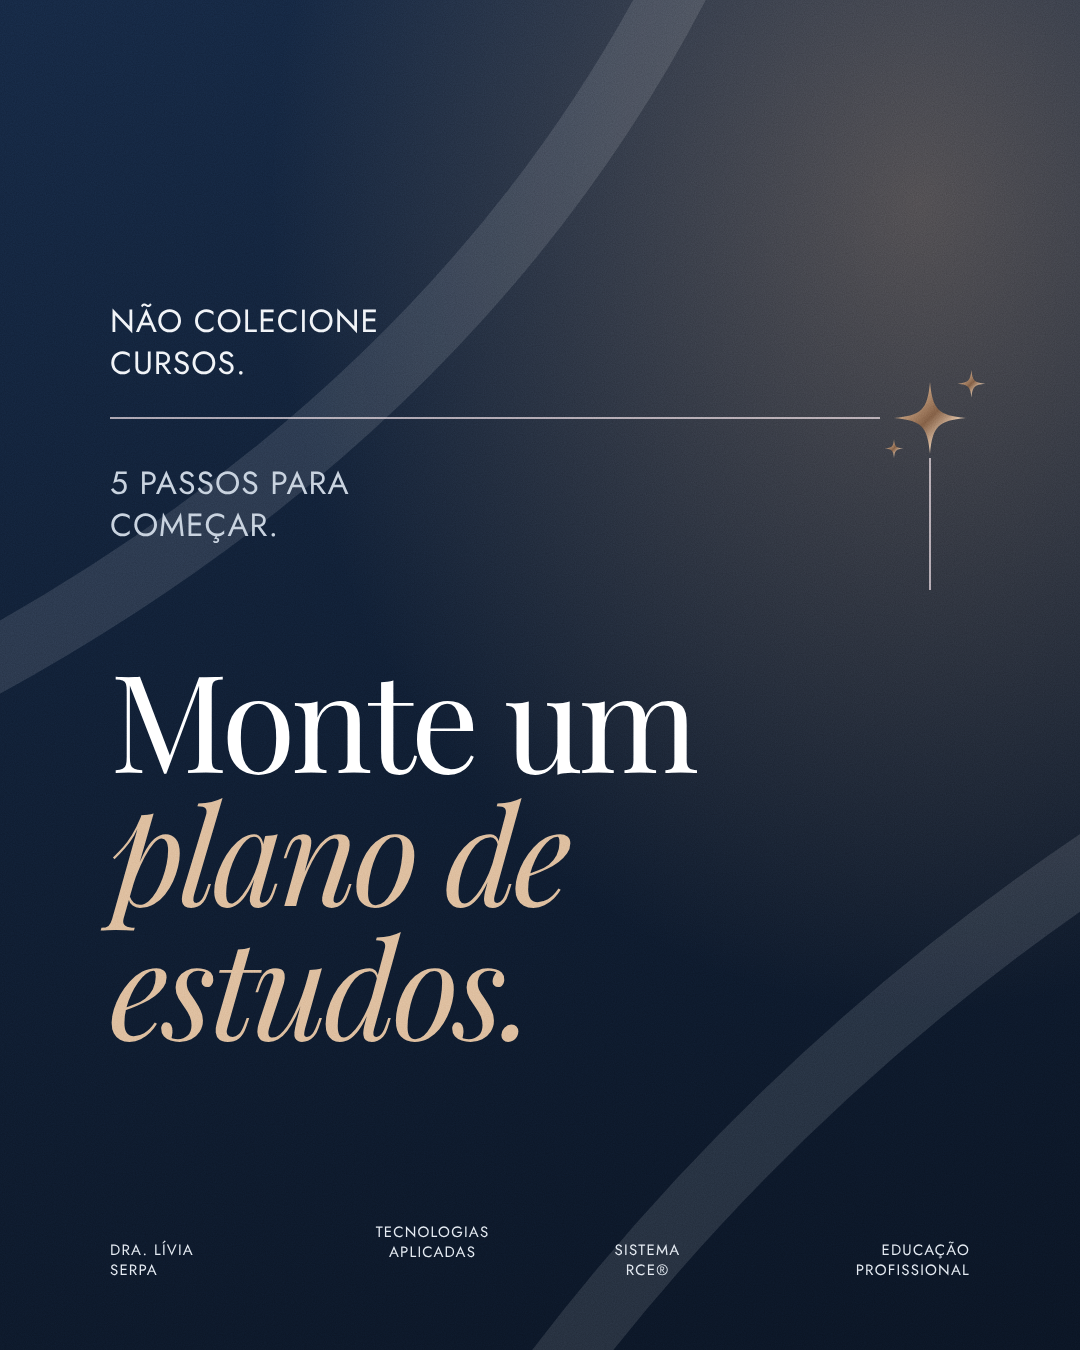 NÃO COLECIONE
CURSOS.
5 PASSOS PARA
COMEÇAR.
Monte um
plano de
estudos.
DRA. LÍVIA
SERPA
TECNOLOGIAS
APLICADAS
SISTEMA
RCE®
EDUCAÇÃO
PROFISSIONAL